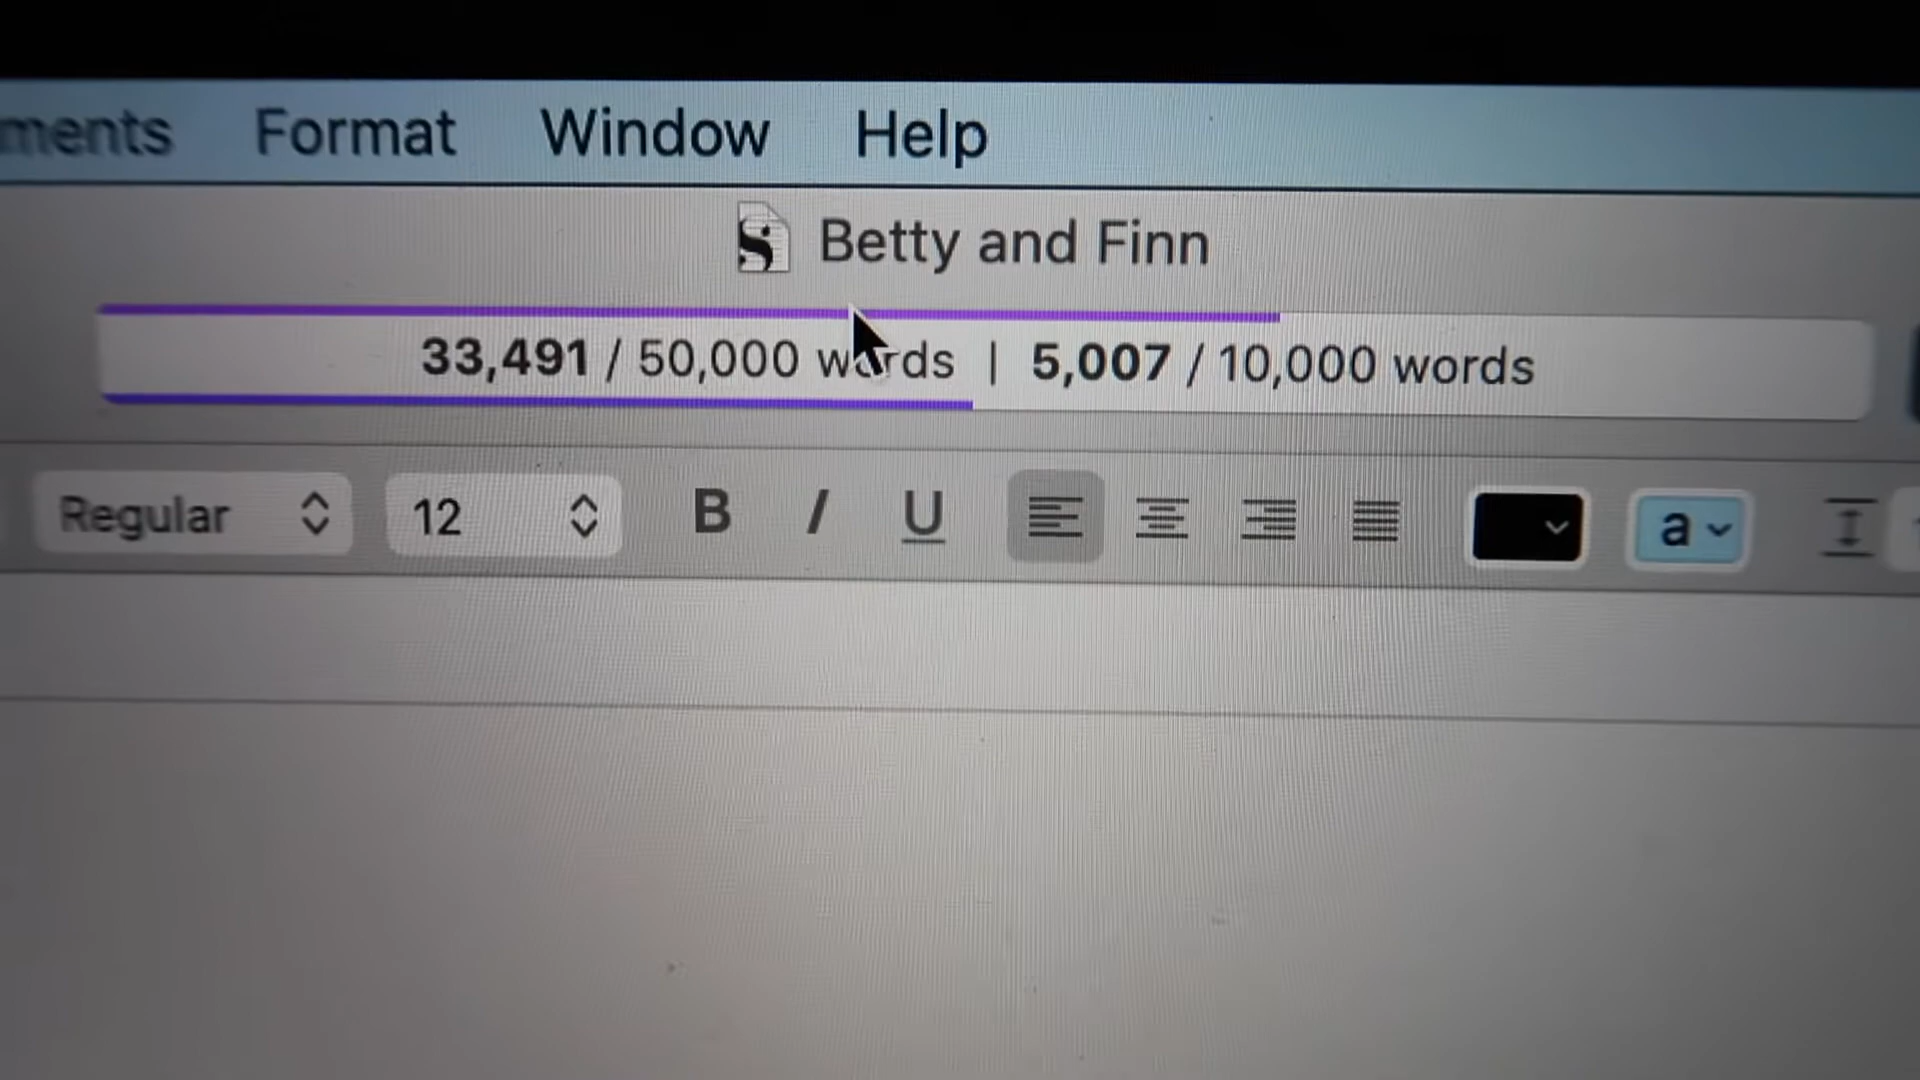 ments Format Window Help
Betty and Finn
33,491 / 50,000 words | 5,007 / 10,000 words
Regular 12 B I U a